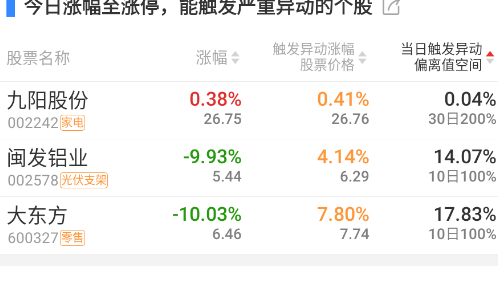 今日涨幅至涨停，能触发严重异动的个股
股票名称 涨幅 触发异动涨幅 股票价格 当日触发异动 偏离值空间
九阳股份 0.38% 0.41% 0.04%
002242 家电 26.75 26.76 30日200%
闽发铝业 -9.93% 4.14% 14.07%
002578 光伏支架 5.44 6.29 10日100%
大东方 -10.03% 7.80% 17.83%
600327 零售 6.46 7.74 10日100%